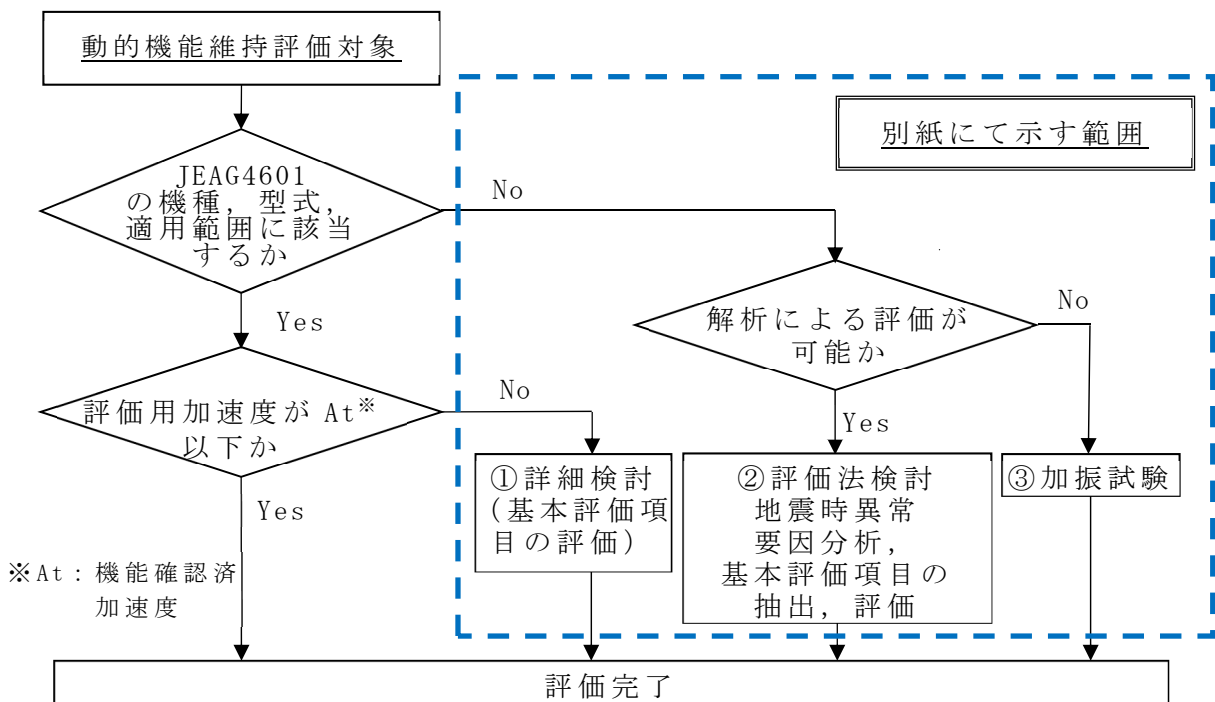 動的機能維持評価対象
別紙にて示す範囲
JEAG4601
の機種，型式，
適用範囲に該当
するか
No
Yes
解析による評価が
可能か
No
Yes
評価用加速度が At※
以下か
No
Yes
①詳細検討
(基本評価項
目の評価)
②評価法検討
地震時異常
要因分析，
基本評価項目の
抽出，評価
③加振試験
※At：機能確認済
加速度
評価完了